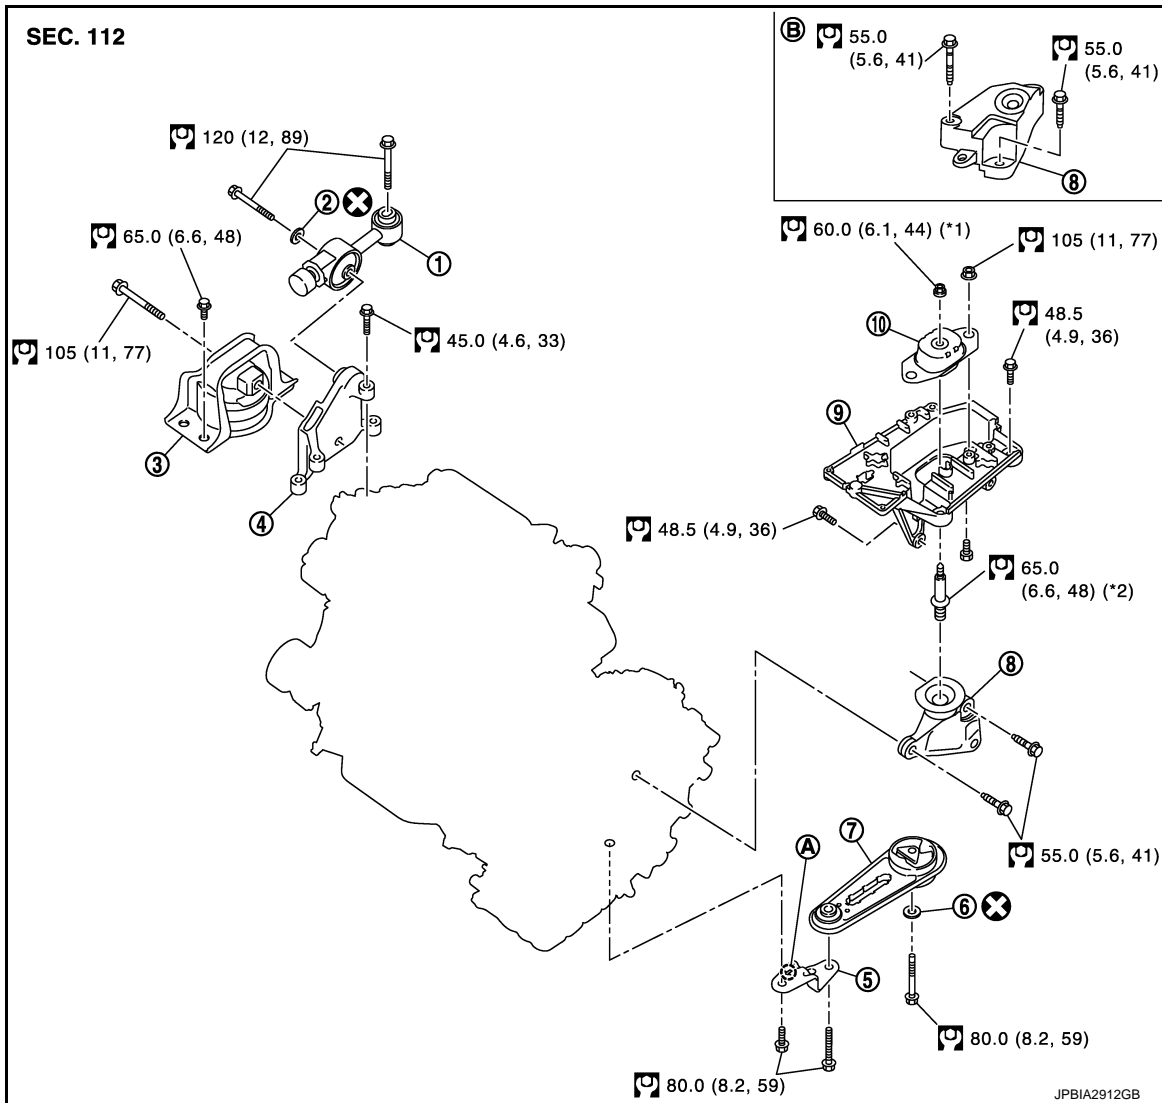 SEC. 112
B
55.0
(5.6, 41)
55.0
(5.6, 41)
8
120 (12, 89)
2
1
65.0 (6.6, 48)
105 (11, 77)
45.0 (4.6, 33)
3
4
60.0 (6.1, 44) (*1)
105 (11, 77)
10
48.5
(4.9, 36)
9
48.5 (4.9, 36)
65.0
(6.6, 48) (*2)
8
55.0 (5.6, 41)
7
A
6
5
80.0 (8.2, 59)
80.0 (8.2, 59)
JPBIA2912GB